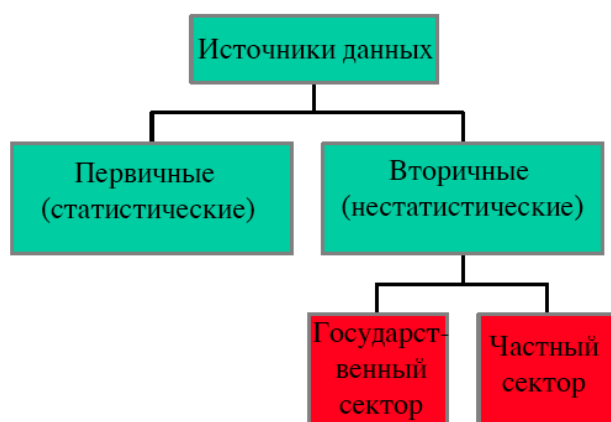 Источники данных
Первичные
(статистические)
Вторичные
(нестатистические)
Государст-
венный
сектор
Частный
сектор